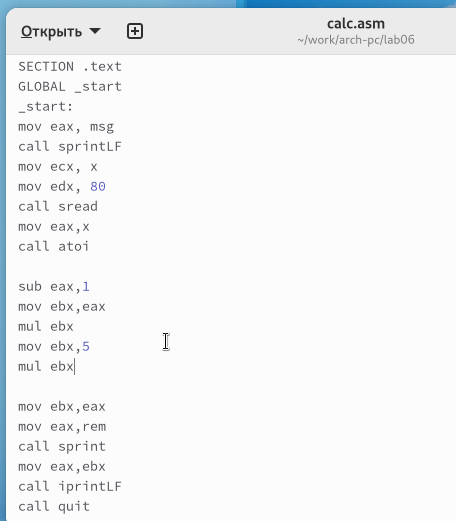 Открыть
calc.asm
~/work/arch-pc/lab06
SECTION .text
GLOBAL _start
_start:
mov eax, msg
call sprintLF
mov ecx, x
mov edx, 80
call sread
mov eax,x
call atoi
sub eax,1
mov ebx,eax
mul ebx
mov ebx,5
mul ebx
mov ebx,eax
mov eax,rem
call sprint
mov eax,ebx
call iprintLF
call quit